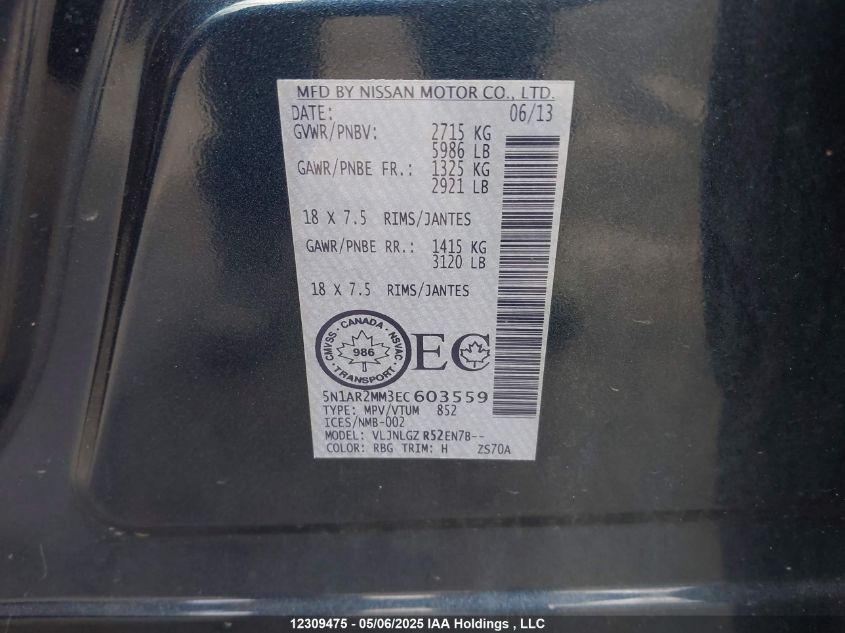 MFD BY NISSAN MOTOR CO., LTD.
DATE: 06/13
GVWR/PNBV: 2715 KG
5986 LB
GAWR/PNBE FR.: 1325 KG
2921 LB
18 X 7.5 RIMS/JANTES
GAWR/PNBE RR.: 1415 KG
3120 LB
18 X 7.5 RIMS/JANTES
CANADA
CMVSS NSVAC
986
TRANSPORT
EC
5N1AR2MM3EC603559
TYPE: MPV/VTUM 852
ICES/NMB-002
MODEL: VLJNLGZ R52EN7B--
COLOR: RBG TRIM: H ZS70A
12309475 - 05/06/2025 IAA Holdings , LLC